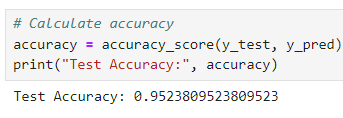 # Calculate accuracy
accuracy = accuracy_score(y_test, y_pred)
print("Test Accuracy:", accuracy)
Test Accuracy: 0.9523809523809523